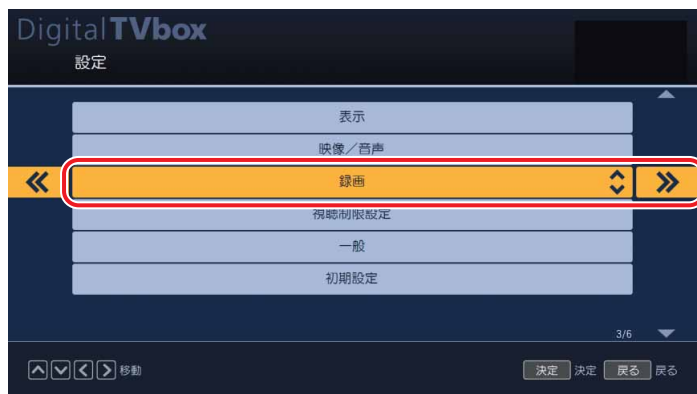 DigitalTVbox
設定
表示
映像／音声
録画
視聴制限設定
一般
初期設定
3/6
移動 決定 決定 戻る 戻る